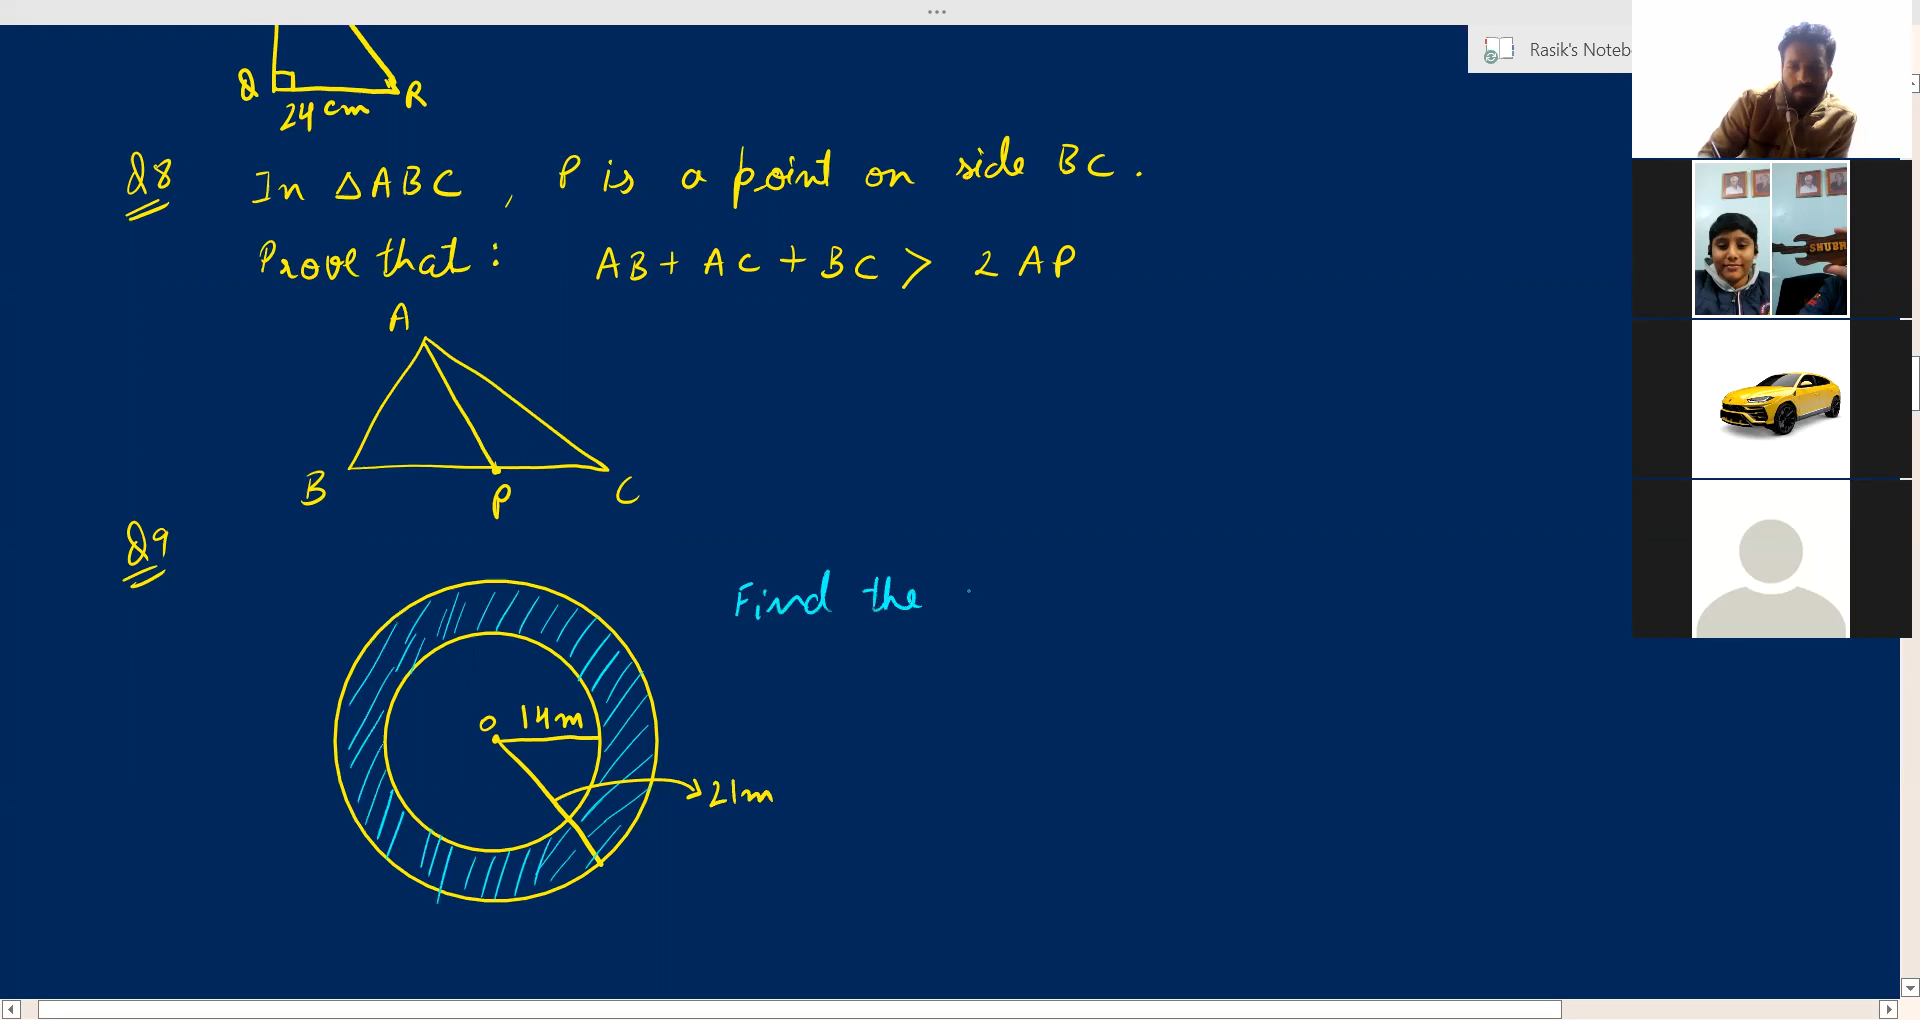 Rasik's Noteb
Q
R
24 cm
Q8 In △ABC, P is a point on side BC.
Prove that: AB + AC + BC > 2 AP
A
B
P
C
Q9
Find the
O
14m
21m
SHUBH